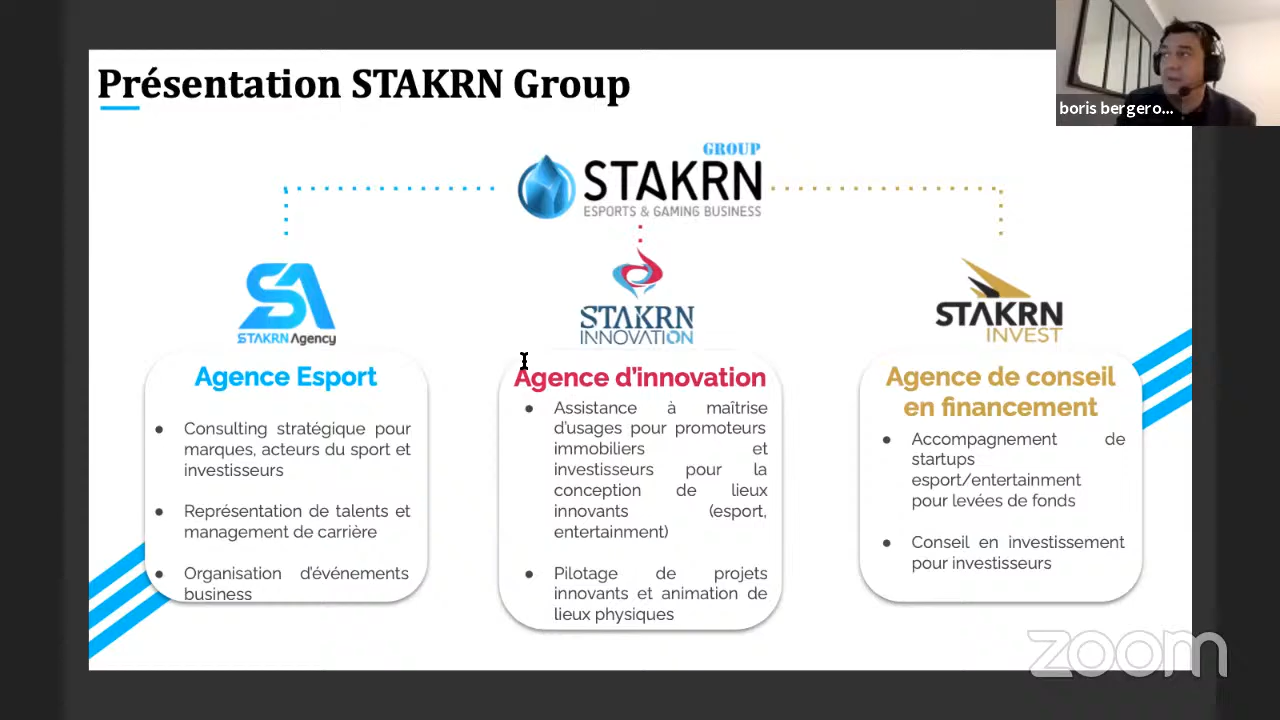 Présentation STAKRN Group
boris bergero...
GROUP
STAKRN
ESPORTS & GAMING BUSINESS
SA
STAKRN Agency
STAKRN
INNOVATION
STAKRN
INVEST
Agence Esport
Consulting stratégique pour
marques, acteurs du sport et
investisseurs
Représentation de talents et
management de carrière
Organisation d'événements
business
Agence d'innovation
Assistance à maîtrise
d'usages pour promoteurs
immobiliers et
investisseurs pour la
conception de lieux
innovants (esport,
entertainment)
Pilotage de projets
innovants et animation de
lieux physiques
Agence de conseil
en financement
Accompagnement de
startups
esport/entertainment
pour levées de fonds
Conseil en investissement
pour investisseurs
zoom